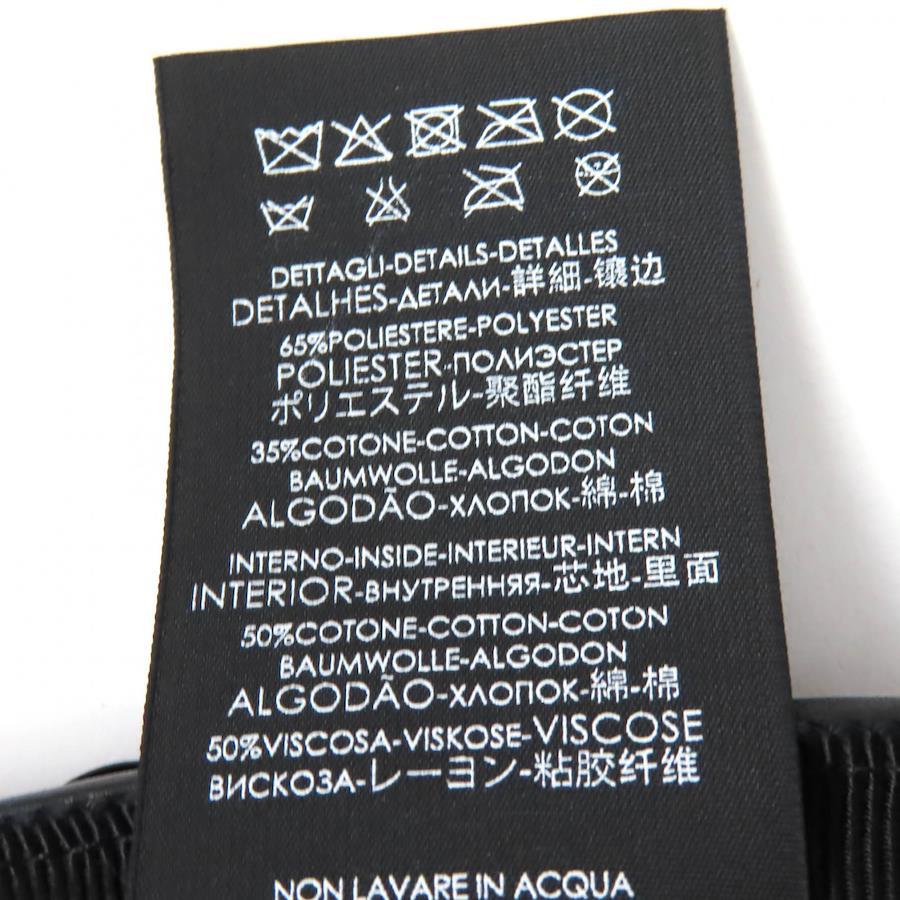 DETTAGLI-DETAILS-DETALLES
DETALHES-ДЕТАЛИ-詳細-镶边
65%POLIESTERE-POLYESTER
POLIESTER-ПОЛИЭСТЕР
ポリエステル-聚酯纤维
35%COTONE-COTTON-COTON
BAUMWOLLE-ALGODON
ALGODÃO-ХЛОПОК-綿-棉
INTERNO-INSIDE-INTERIEUR-INTERN
INTERIOR-ВНУТРЕННЯЯ-芯地-里面
50%COTONE-COTTON-COTON
BAUMWOLLE-ALGODON
ALGODÃO-ХЛОПОК-綿-棉
50%VISCOSA-VISKOSE-VISCOSE
ВИСКОЗА-レーヨン-粘胶纤维
NON LAVARE IN ACQUA